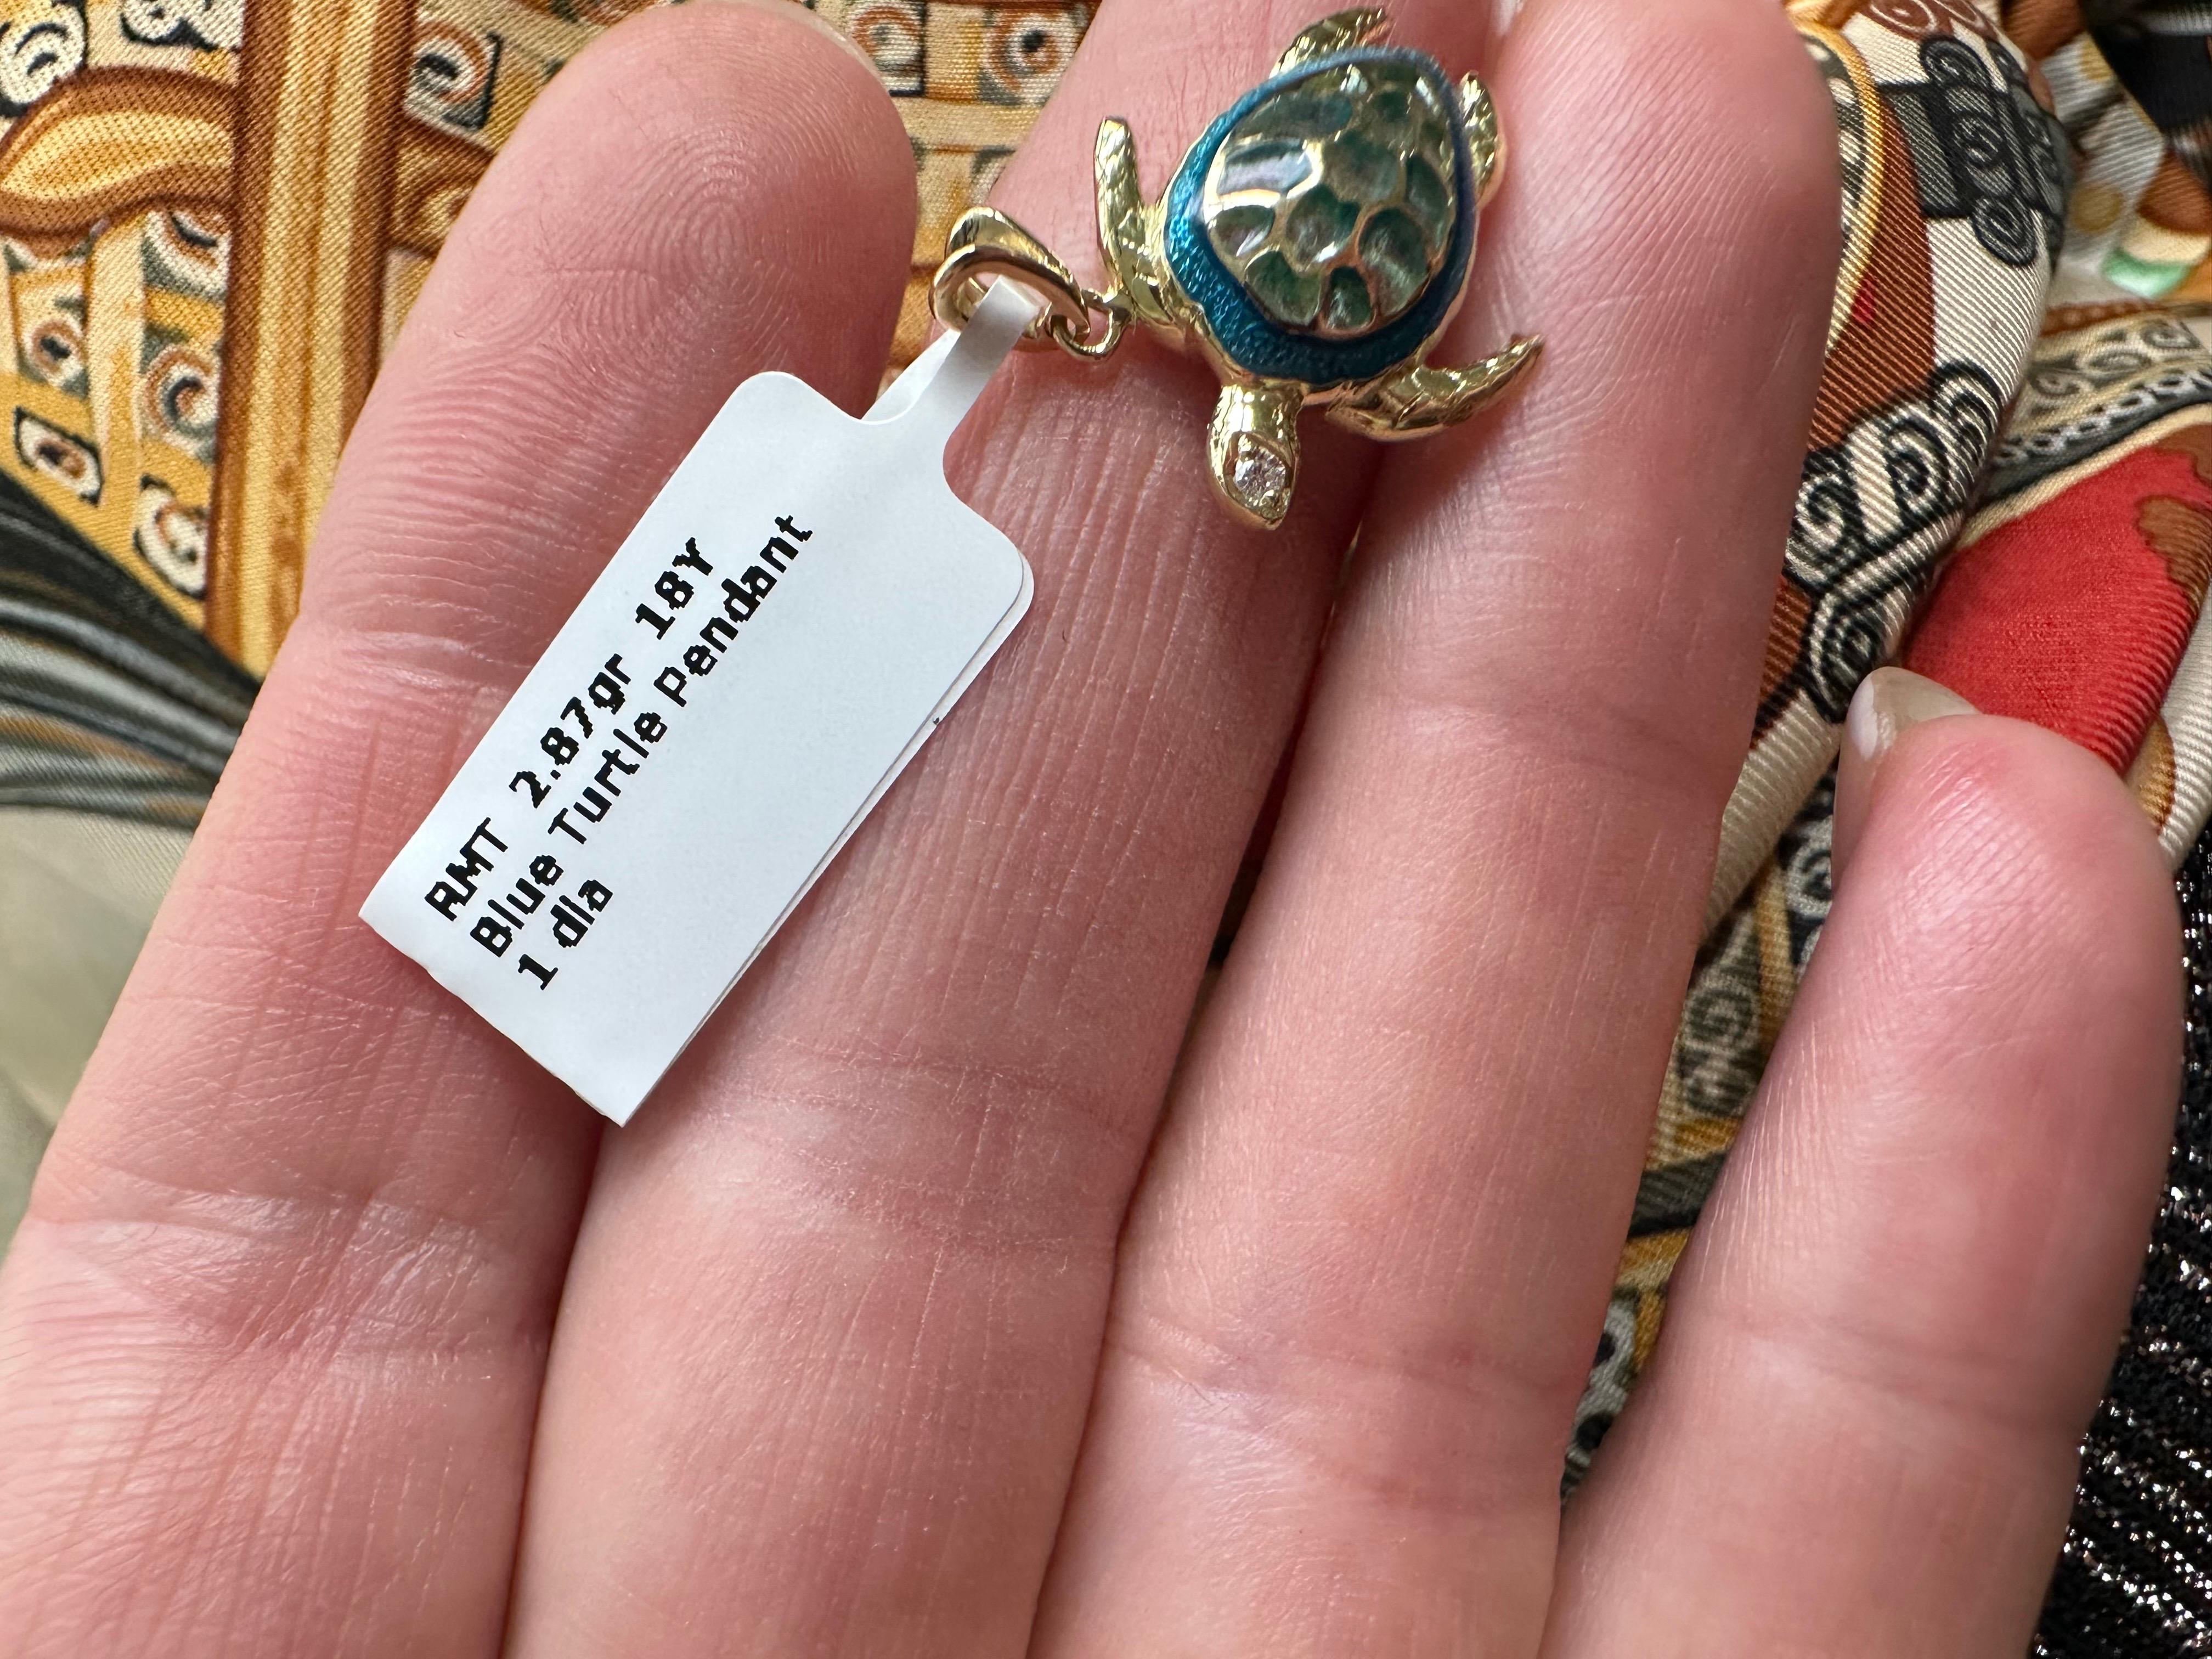 RMT 2.87gr 18Y
Blue Turtle Pendant
1 dia